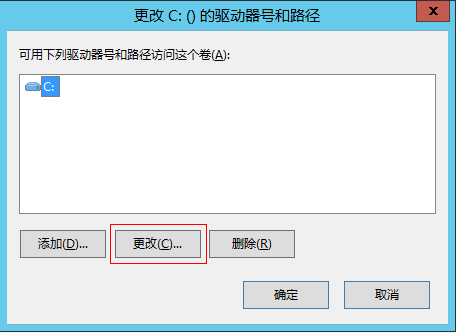 更改 C: () 的驱动器号和路径
x
可用下列驱动器号和路径访问这个卷(A):
C:
添加(D)... 更改(C)... 删除(R)
确定 取消